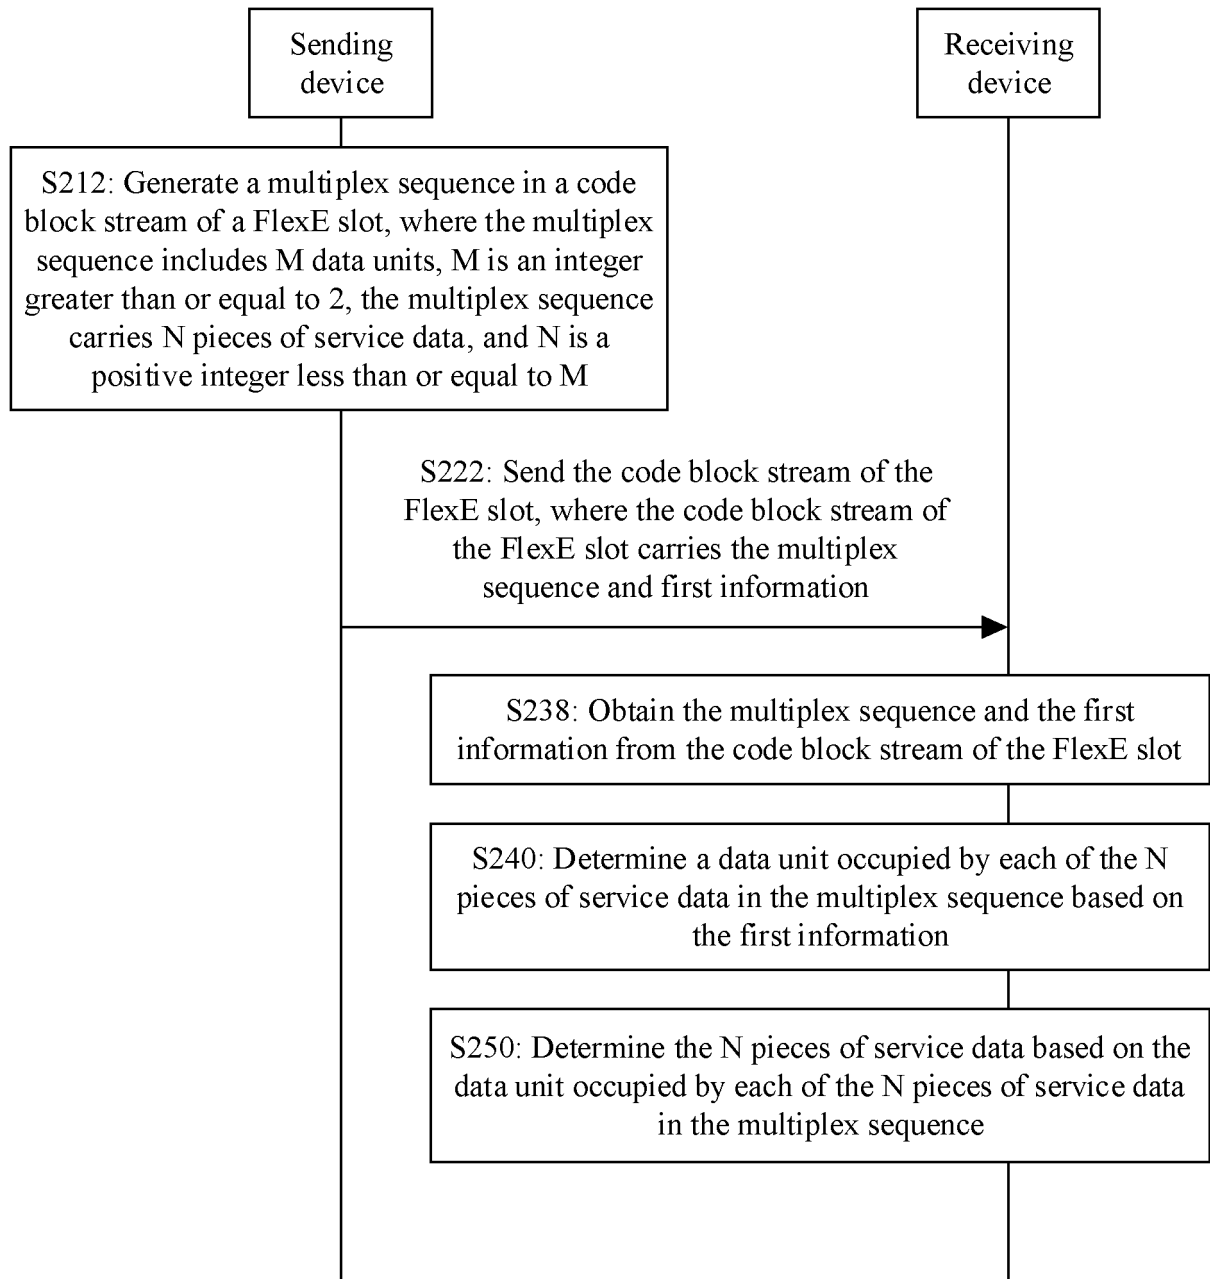 Sending
device
Receiving
device
S212: Generate a multiplex sequence in a code
block stream of a FlexE slot, where the multiplex
sequence includes M data units, M is an integer
greater than or equal to 2, the multiplex sequence
carries N pieces of service data, and N is a
positive integer less than or equal to M
S222: Send the code block stream of the
FlexE slot, where the code block stream of
the FlexE slot carries the multiplex
sequence and first information
S238: Obtain the multiplex sequence and the first
information from the code block stream of the FlexE slot
S240: Determine a data unit occupied by each of the N
pieces of service data in the multiplex sequence based on
the first information
S250: Determine the N pieces of service data based on the
data unit occupied by each of the N pieces of service data
in the multiplex sequence